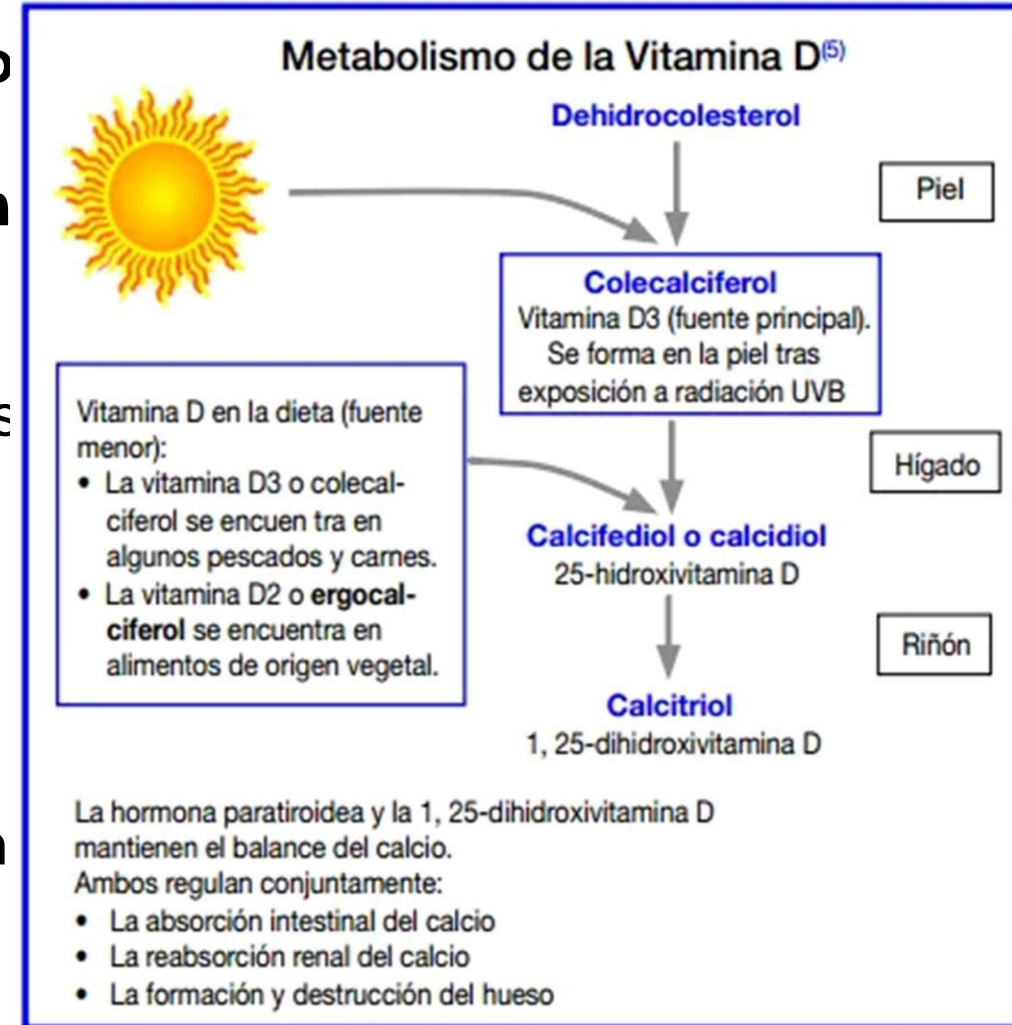 Metabolismo de la Vitamina D(5)
Dehidrocolesterol
Piel
Colecalciferol
Vitamina D3 (fuente principal).
Se forma en la piel tras
exposición a radiación UVB
Vitamina D en la dieta (fuente
menor):
• La vitamina D3 o colecal-
ciferol se encuen tra en
algunos pescados y carnes.
• La vitamina D2 o ergocal-
ciferol se encuentra en
alimentos de origen vegetal.
Hígado
Calcifediol o calcidiol
25-hidroxivitamina D
Riñón
Calcitriol
1, 25-dihidroxivitamina D
La hormona paratiroidea y la 1, 25-dihidroxivitamina D
mantienen el balance del calcio.
Ambos regulan conjuntamente:
• La absorción intestinal del calcio
• La reabsorción renal del calcio
• La formación y destrucción del hueso